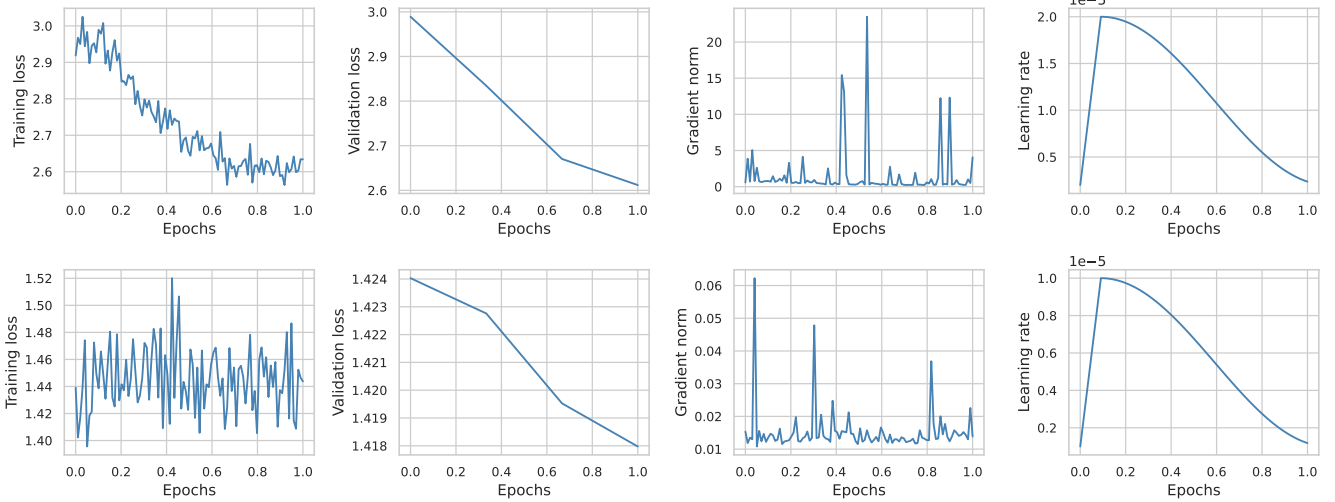 Training loss
3.0
2.9
2.8
2.7
2.6
0.0 0.2 0.4 0.6 0.8 1.0
Epochs
Validation loss
3.0
2.9
2.8
2.7
2.6
0.0 0.2 0.4 0.6 0.8 1.0
Epochs
Gradient norm
20
15
10
5
0
0.0 0.2 0.4 0.6 0.8 1.0
Epochs
1e−5
Learning rate
2.0
1.5
1.0
0.5
0.0 0.2 0.4 0.6 0.8 1.0
Epochs
Training loss
1.52
1.50
1.48
1.46
1.44
1.42
1.40
0.0 0.2 0.4 0.6 0.8 1.0
Epochs
Validation loss
1.424
1.423
1.422
1.421
1.420
1.419
1.418
0.0 0.2 0.4 0.6 0.8 1.0
Epochs
Gradient norm
0.06
0.05
0.04
0.03
0.02
0.01
0.0 0.2 0.4 0.6 0.8 1.0
Epochs
1e−5
Learning rate
1.0
0.8
0.6
0.4
0.2
0.0 0.2 0.4 0.6 0.8 1.0
Epochs